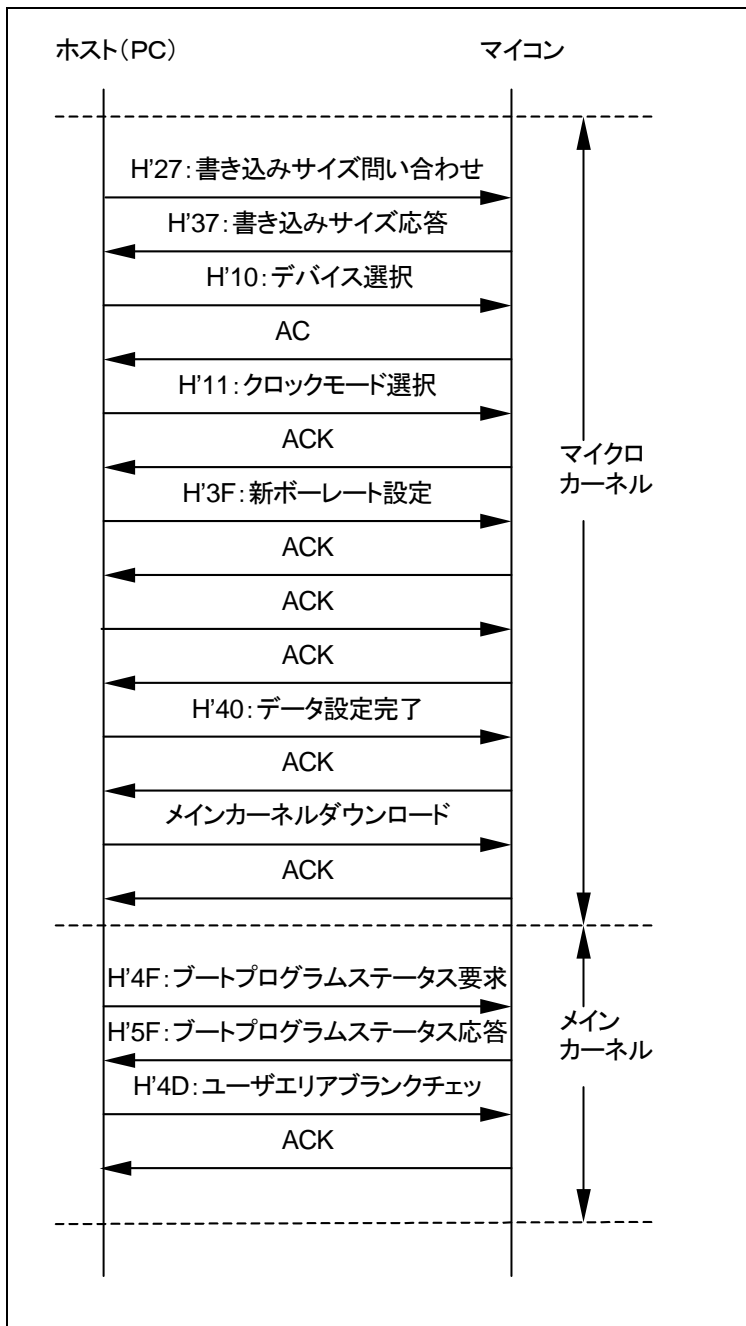 ホスト(PC)
マイコン
H'27:書き込みサイズ問い合わせ
H'37:書き込みサイズ応答
H'10:デバイス選択
AC
H'11:クロックモード選択
ACK
H'3F:新ボーレート設定
ACK
ACK
ACK
H'40:データ設定完了
ACK
メインカーネルダウンロード
ACK
マイクロ
カーネル
H'4F:ブートプログラムステータス要求
H'5F:ブートプログラムステータス応答
H'4D:ユーザエリアブランクチェッ
ACK
メイン
カーネル